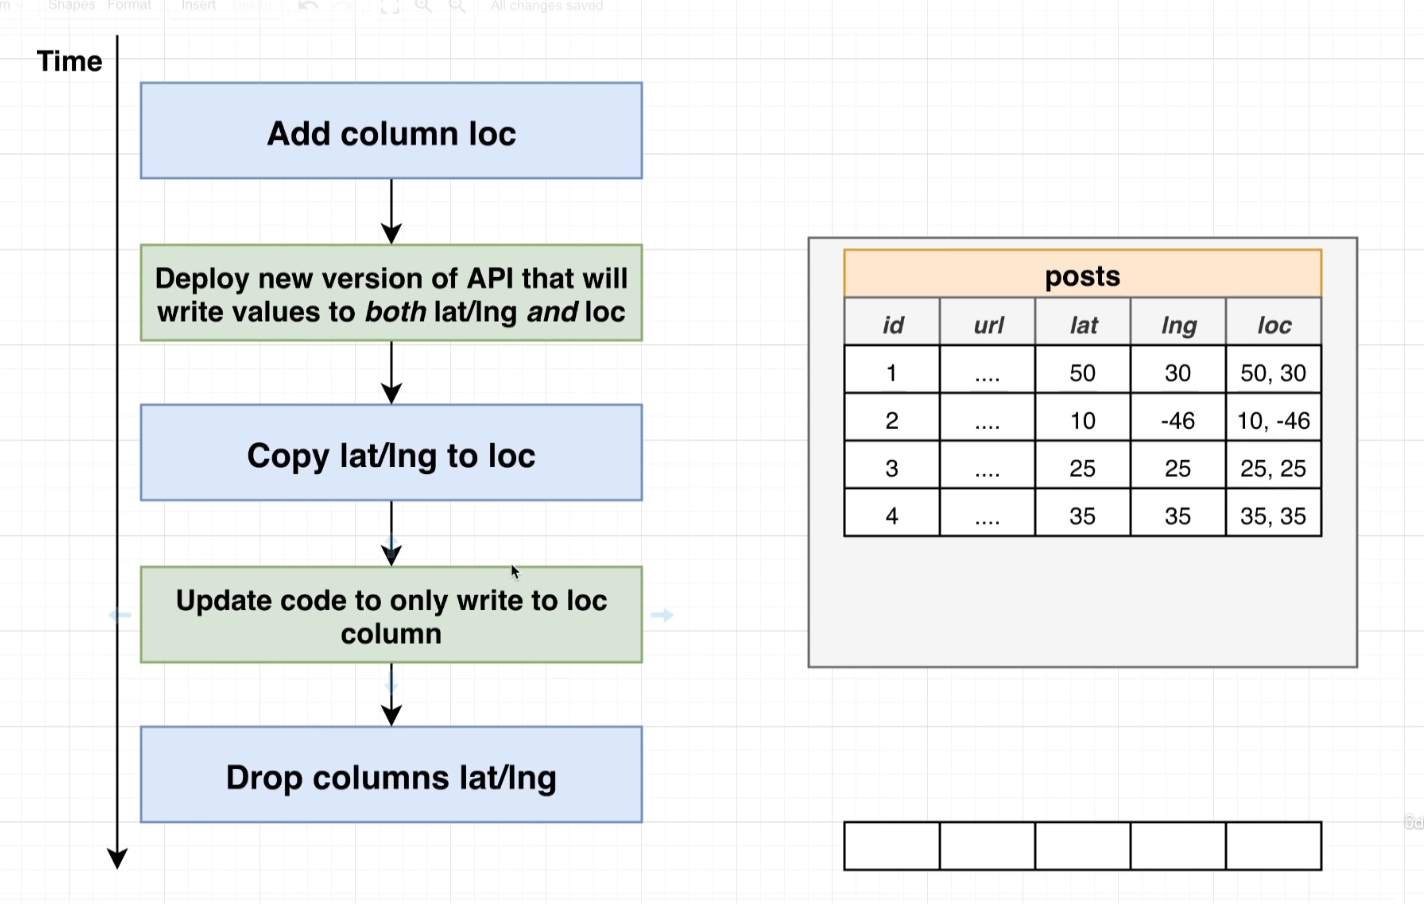 Shapes Format Insert Delete All changes saved
Time
Add column loc
Deploy new version of API that will
write values to both lat/lng and loc
Copy lat/lng to loc
Update code to only write to loc
column
Drop columns lat/lng
posts
id url lat lng loc
1 .... 50 30 50, 30
2 .... 10 -46 10, -46
3 .... 25 25 25, 25
4 .... 35 35 35, 35